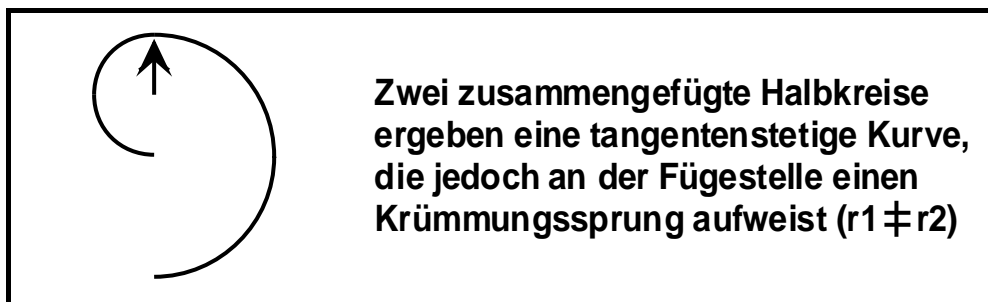 Zwei zusammengefügte Halbkreise
ergeben eine tangentenstetige Kurve,
die jedoch an der Fügestelle einen
Krümmungssprung aufweist (r1‡r2)